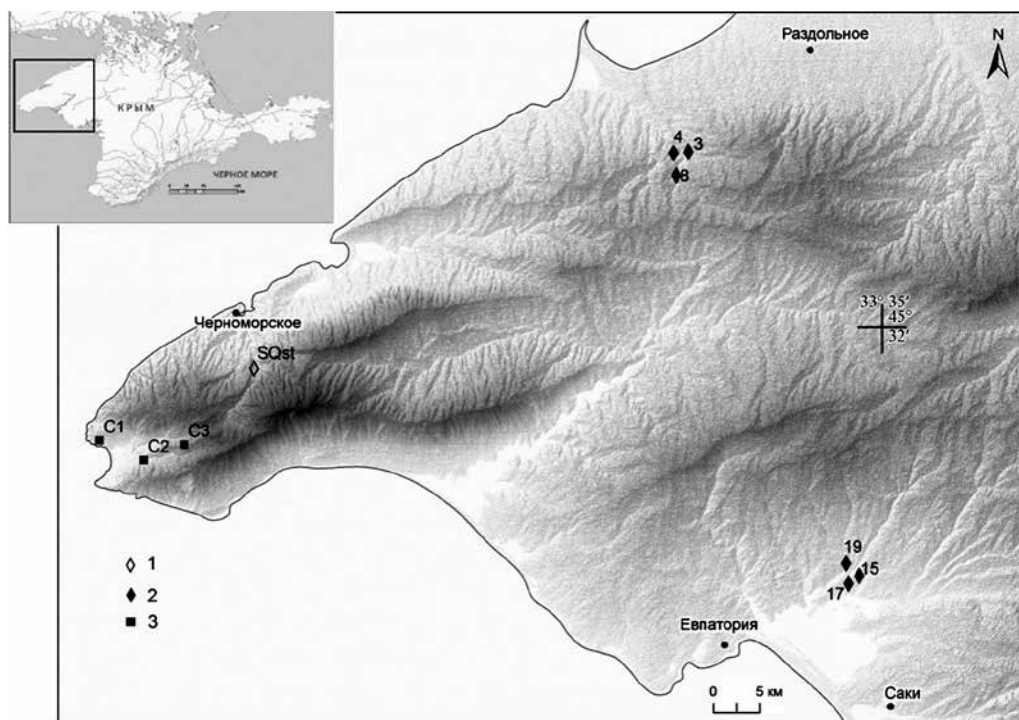 КРЫМ
ЧЕРНОЕ МОРЕ
Раздольное
N
4 3
8
33° 35′
45°
32′
Черноморское
SQst
C1
C3
C2
1
2
3
19
15
17
Евпатория
0 5 км
Саки